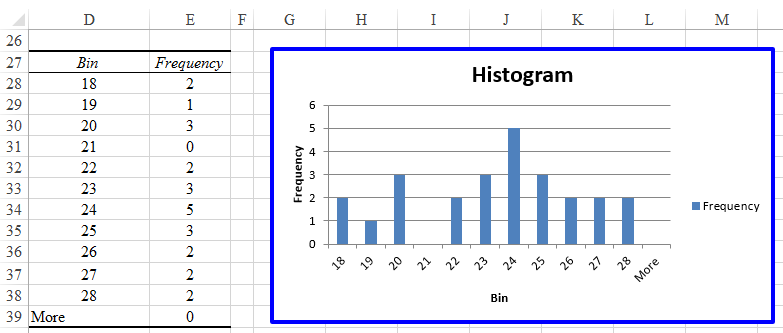 D E F G H I J K L M
26
27 Bin Frequency
28 18 2
29 19 1
30 20 3
31 21 0
32 22 2
33 23 3
34 24 5
35 25 3
36 26 2
37 27 2
38 28 2
39 More 0
Histogram
6
5
4
3
2
1
0
Frequency
18 19 20 21 22 23 24 25 26 27 28 More
Bin
Frequency